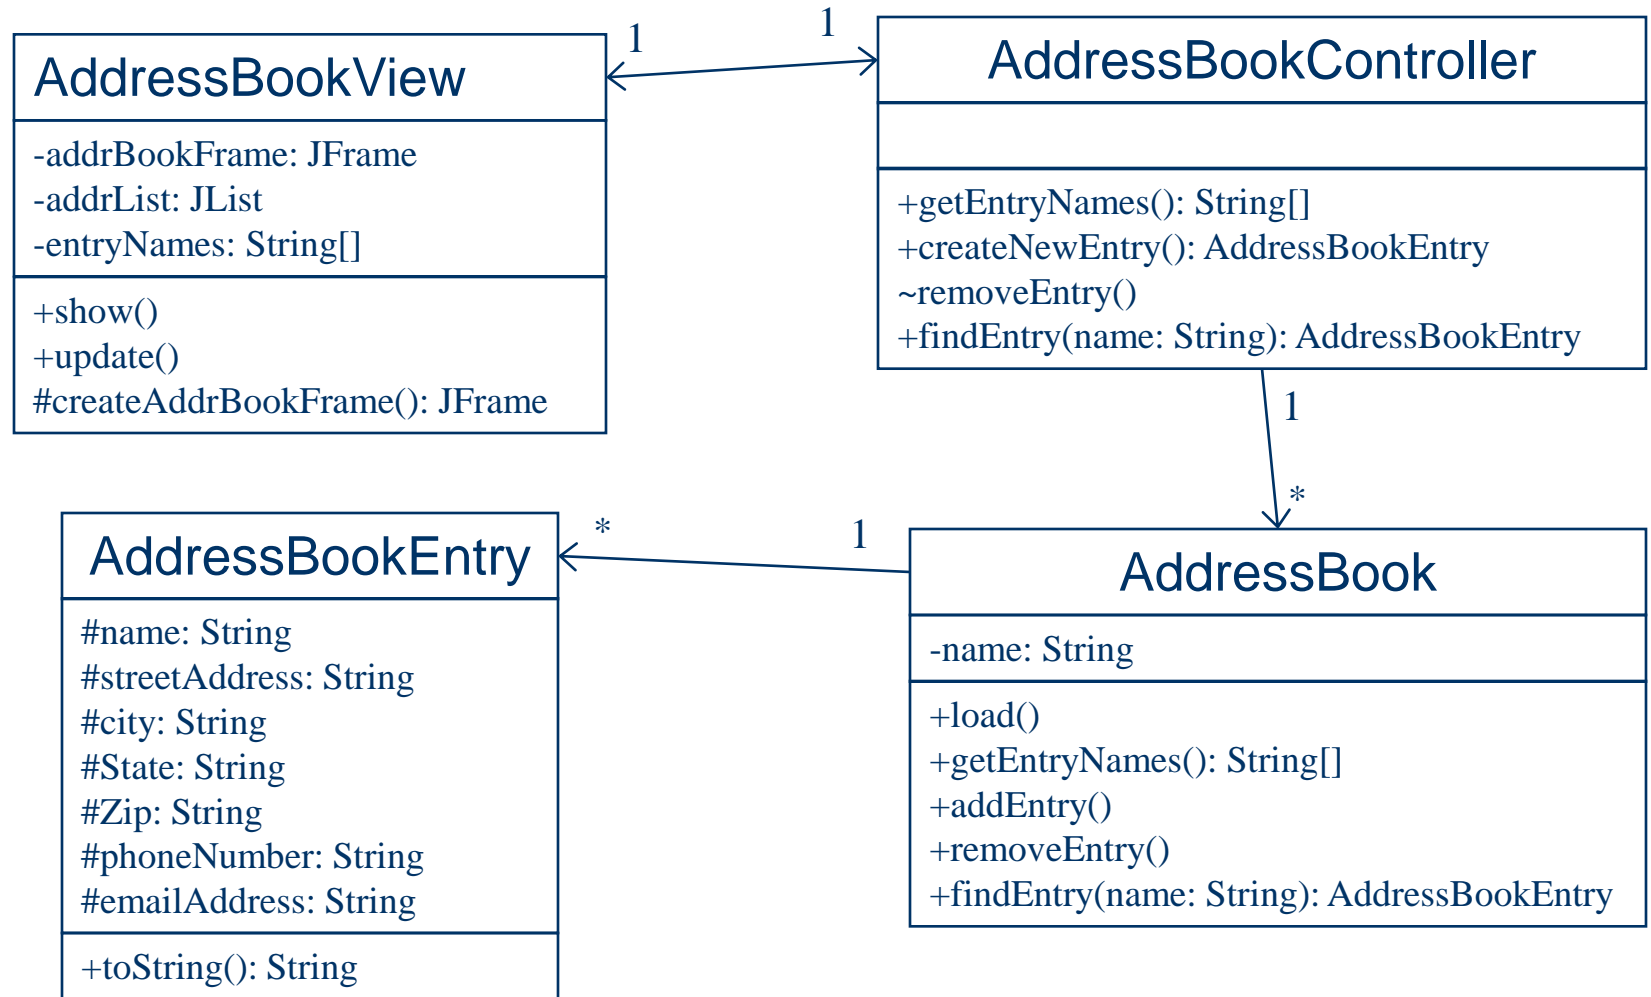 AddressBookView
-addrBookFrame: JFrame
-addrList: JList
-entryNames: String[]
+show()
+update()
#createAddrBookFrame(): JFrame
1
1
AddressBookController
+getEntryNames(): String[]
+createNewEntry(): AddressBookEntry
~removeEntry()
+findEntry(name: String): AddressBookEntry
1
*
AddressBookEntry
#name: String
#streetAddress: String
#city: String
#State: String
#Zip: String
#phoneNumber: String
#emailAddress: String
+toString(): String
*
1
AddressBook
-name: String
+load()
+getEntryNames(): String[]
+addEntry()
+removeEntry()
+findEntry(name: String): AddressBookEntry